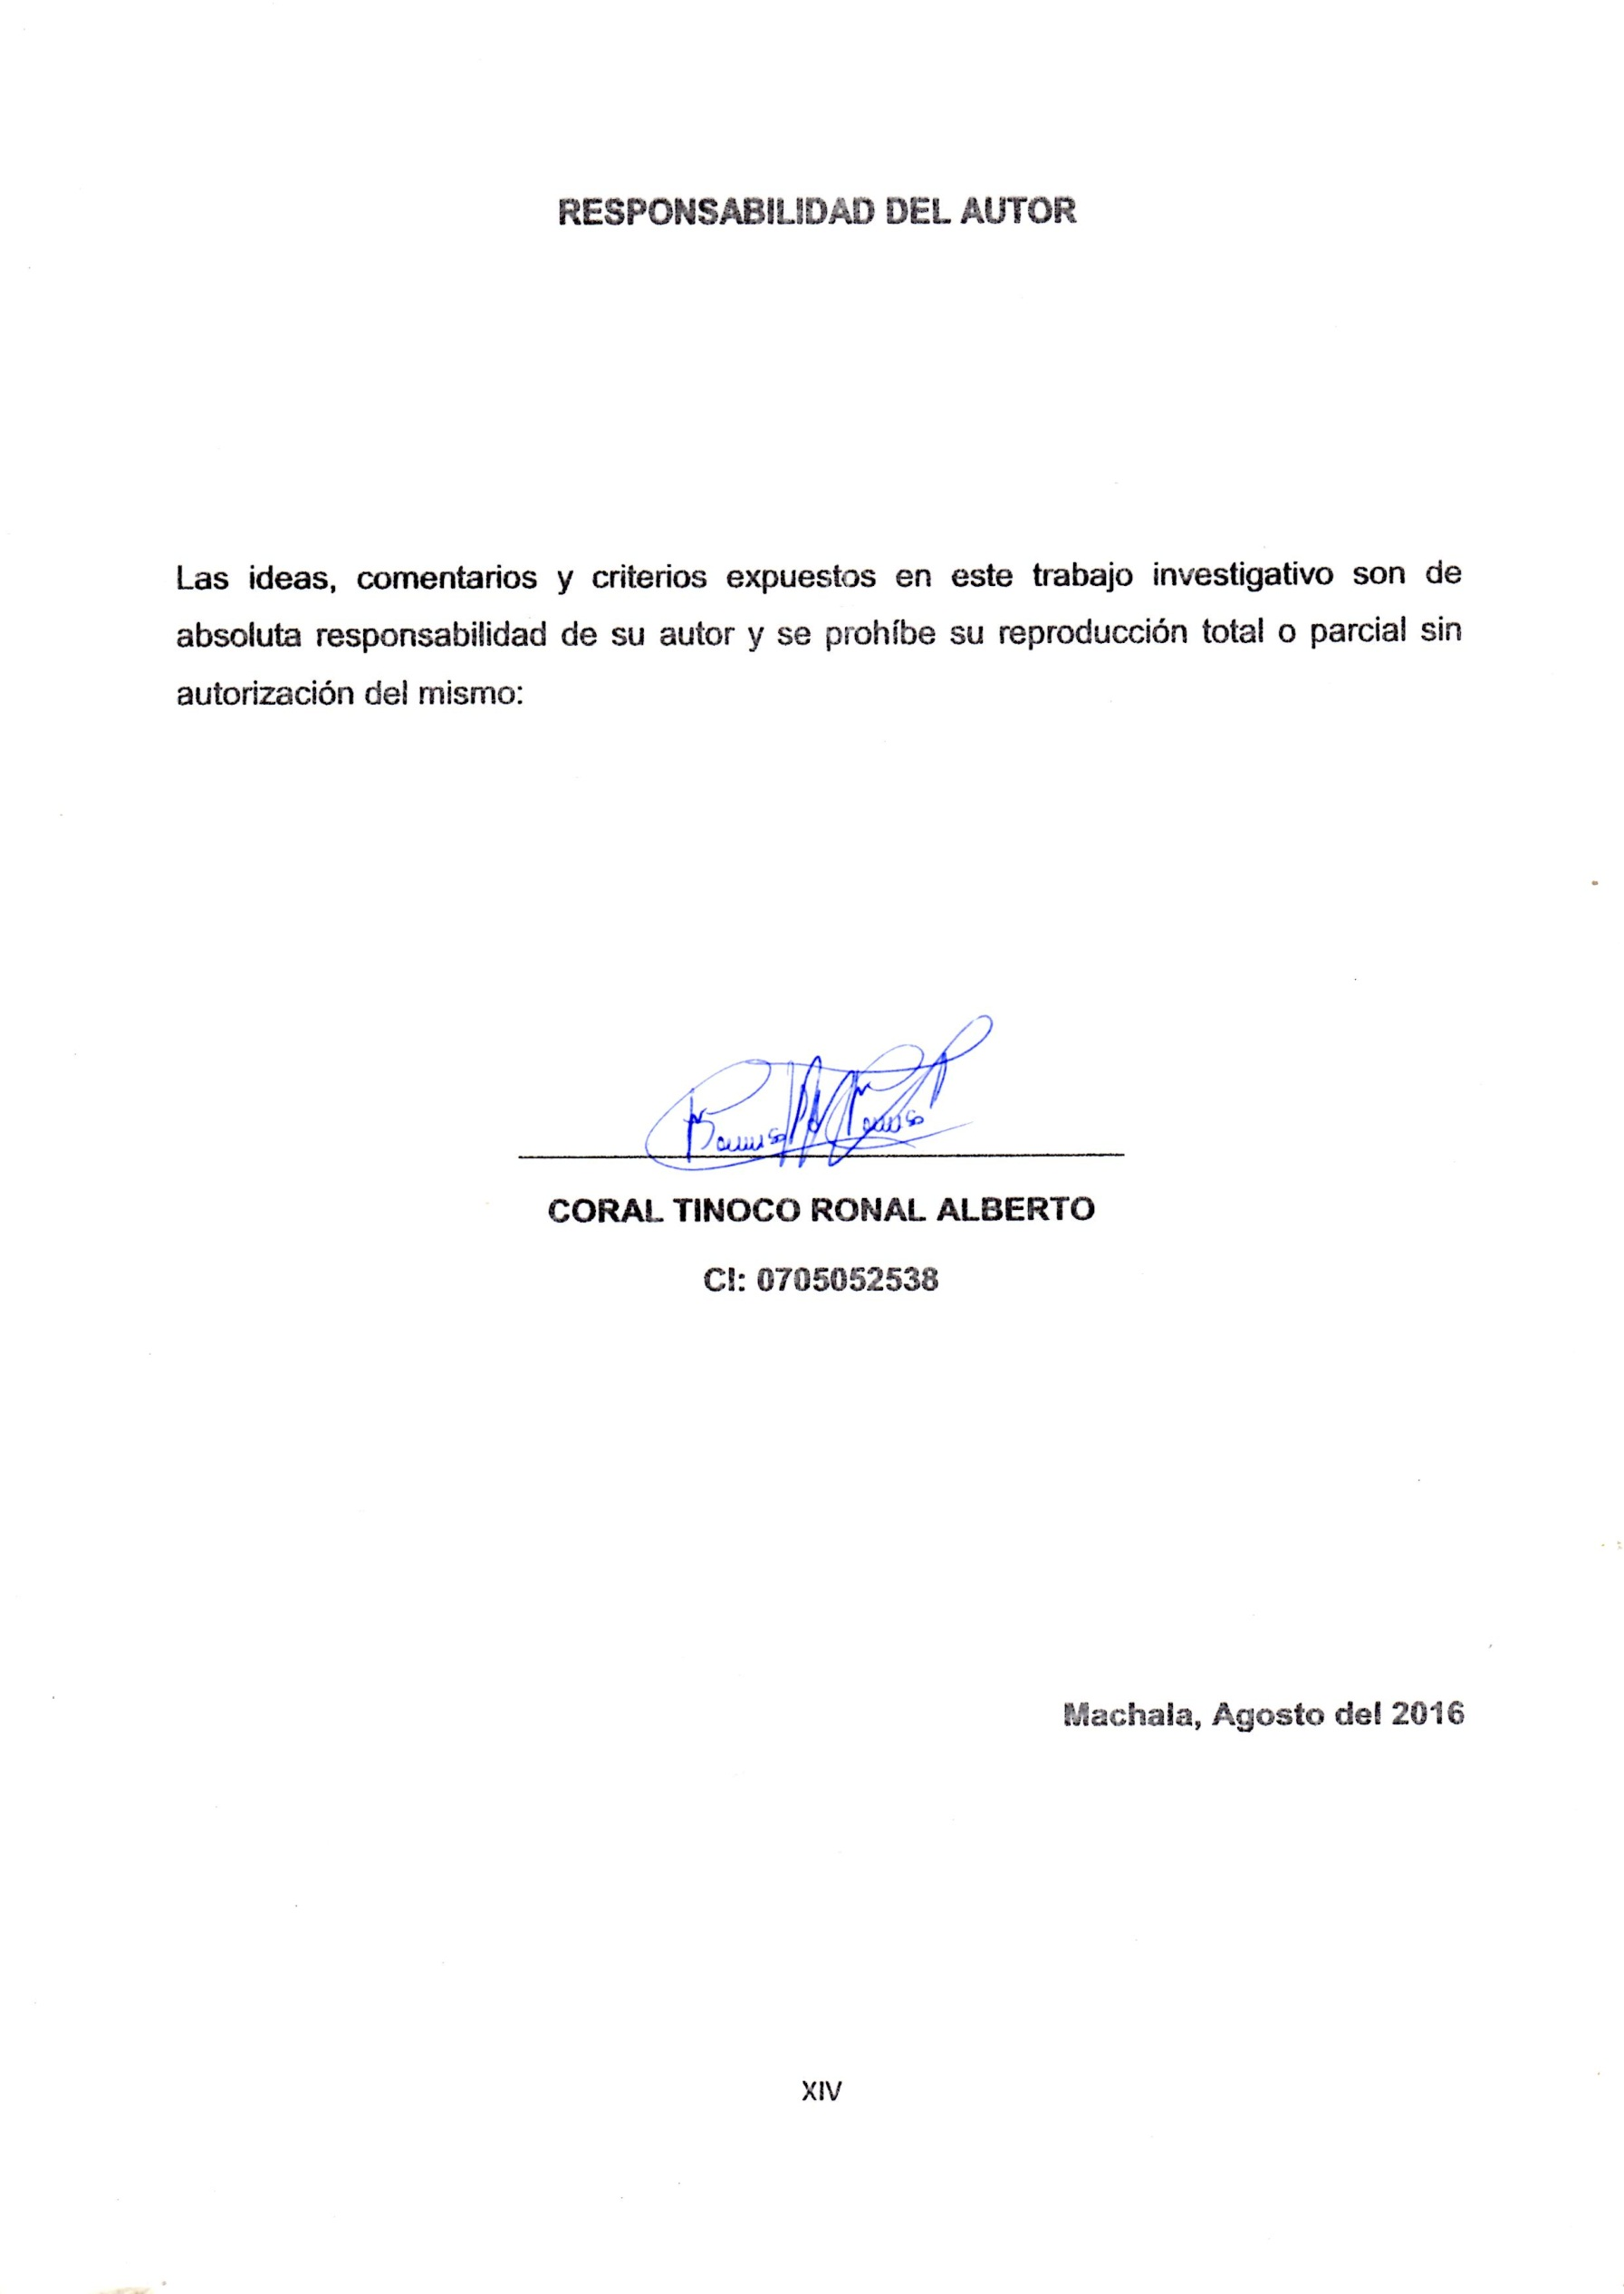 RESPONSABILIDAD DEL AUTOR
Las ideas, comentarios y criterios expuestos en este trabajo investigativo son de
absoluta responsabilidad de su autor y se prohíbe su reproducción total o parcial sin
autorización del mismo:
CORAL TINOCO RONAL ALBERTO
CI: 0705052538
Machala, Agosto del 2016
XIV